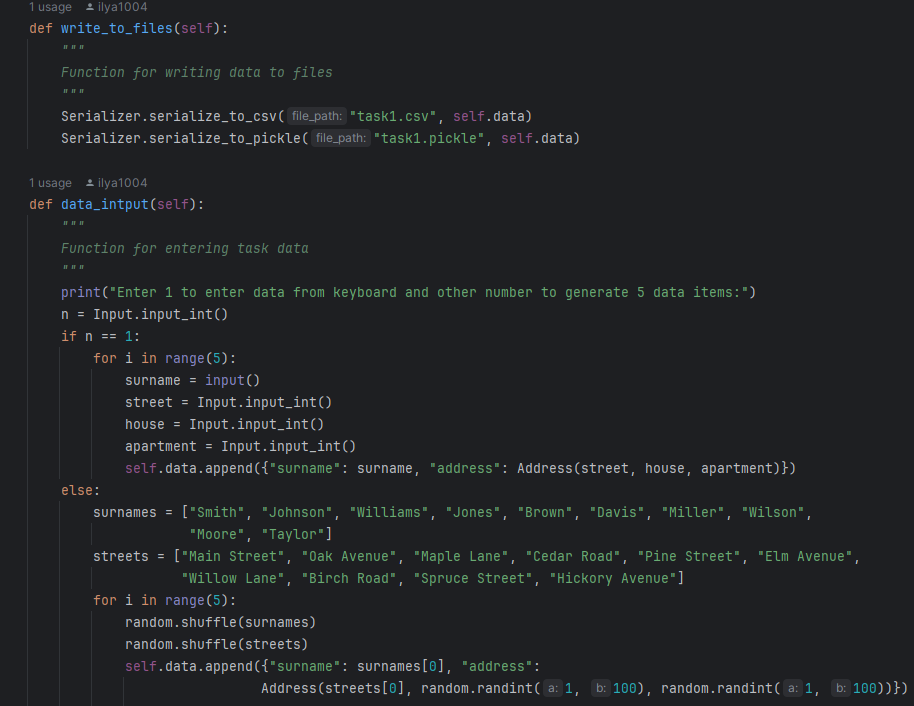 1 usage ilya1004
def write_to_files(self):
"""
Function for writing data to files
"""
Serializer.serialize_to_csv( file_path: "task1.csv", self.data)
Serializer.serialize_to_pickle( file_path: "task1.pickle", self.data)
1 usage ilya1004
def data_intput(self):
"""
Function for entering task data
"""
print("Enter 1 to enter data from keyboard and other number to generate 5 data items:")
n = Input.input_int()
if n == 1:
for i in range(5):
surname = input()
street = Input.input_int()
house = Input.input_int()
apartment = Input.input_int()
self.data.append({"surname": surname, "address": Address(street, house, apartment)})
else:
surnames = ["Smith", "Johnson", "Williams", "Jones", "Brown", "Davis", "Miller", "Wilson",
"Moore", "Taylor"]
streets = ["Main Street", "Oak Avenue", "Maple Lane", "Cedar Road", "Pine Street", "Elm Avenue",
"Willow Lane", "Birch Road", "Spruce Street", "Hickory Avenue"]
for i in range(5):
random.shuffle(surnames)
random.shuffle(streets)
self.data.append({"surname": surnames[0], "address":
Address(streets[0], random.randint( a: 1, b: 100), random.randint( a: 1, b: 100))})